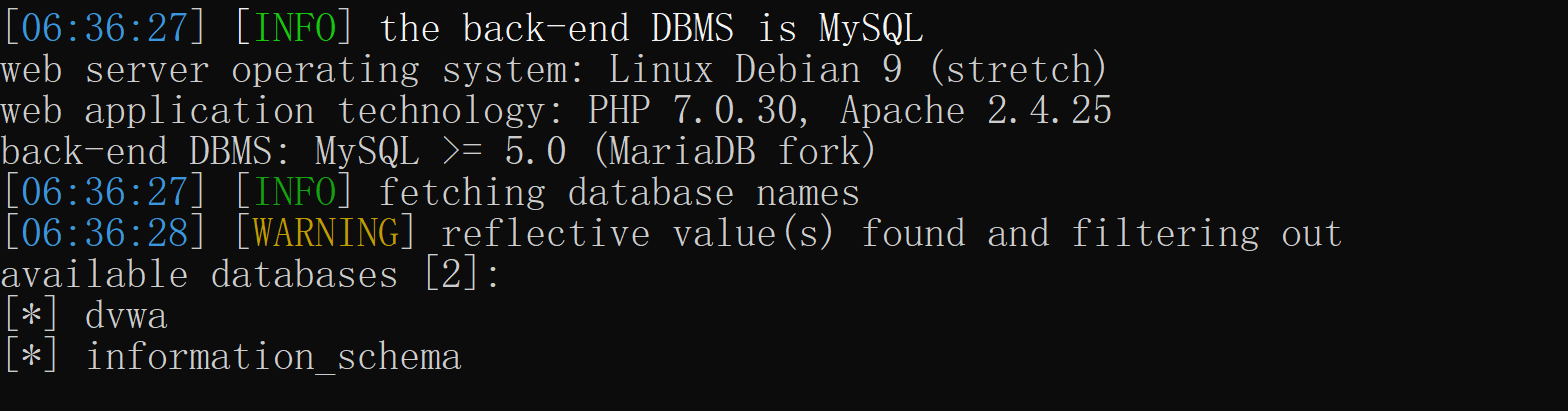 [06:36:27] [INFO] the back-end DBMS is MySQL
web server operating system: Linux Debian 9 (stretch)
web application technology: PHP 7.0.30, Apache 2.4.25
back-end DBMS: MySQL >= 5.0 (MariaDB fork)
[06:36:27] [INFO] fetching database names
[06:36:28] [WARNING] reflective value(s) found and filtering out
available databases [2]:
[*] dvwa
[*] information_schema